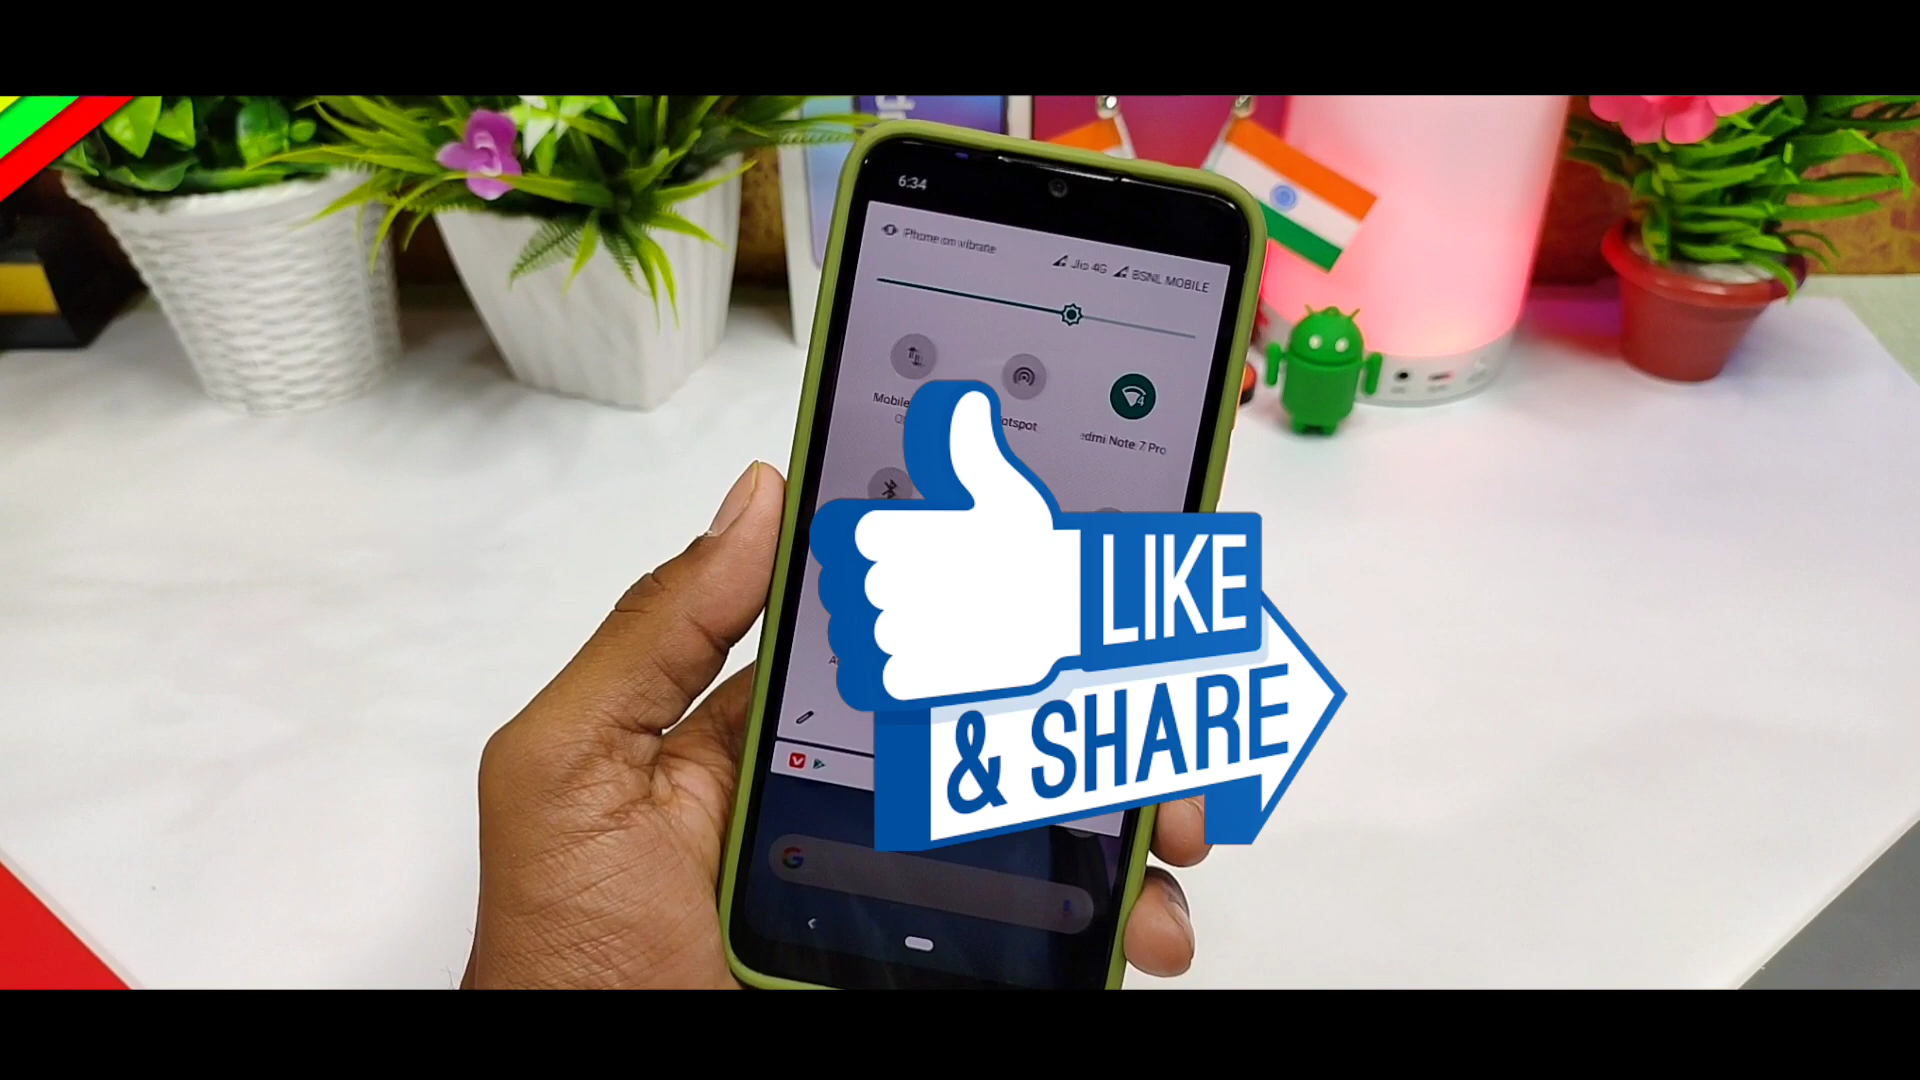 6:34
Phone on vibrate
Jio 4G
BSNL MOBILE
Mobile
otspot
edmi Note 7 Pro
LIKE
& SHARE